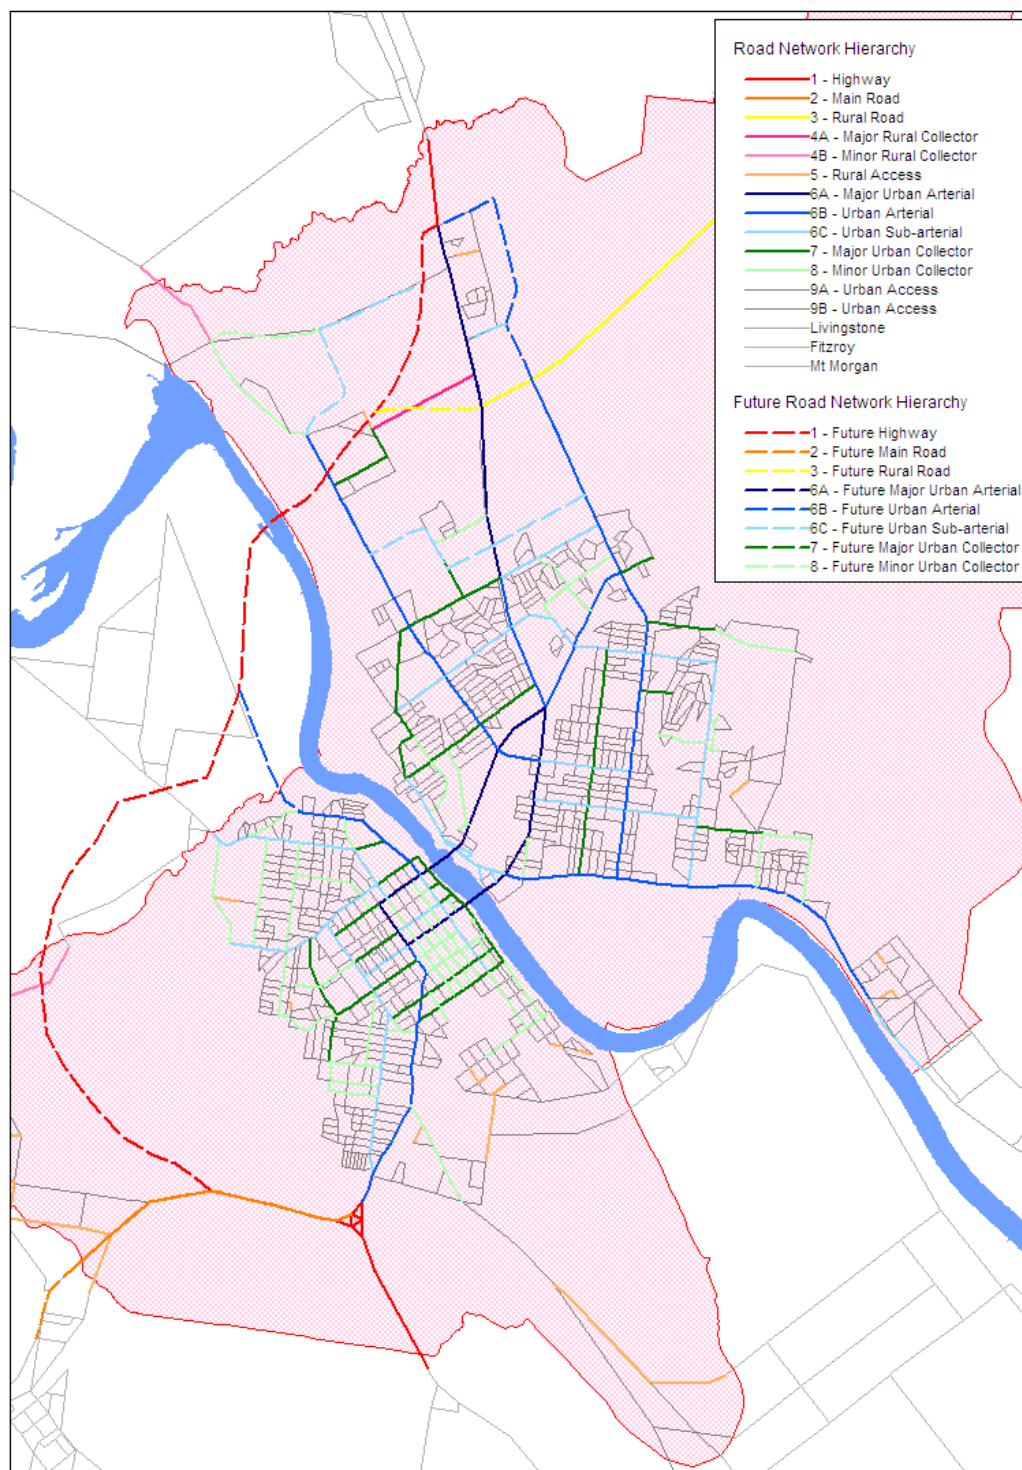 Road Network Hierarchy
1 - Highway
2 - Main Road
3 - Rural Road
4A - Major Rural Collector
4B - Minor Rural Collector
5 - Rural Access
6A - Major Urban Arterial
6B - Urban Arterial
6C - Urban Sub-arterial
7 - Major Urban Collector
8 - Minor Urban Collector
9A - Urban Access
9B - Urban Access
Livingstone
Fitzroy
Mt Morgan
Future Road Network Hierarchy
1 - Future Highway
2 - Future Main Road
3 - Future Rural Road
6A - Future Major Urban Arterial
6B - Future Urban Arterial
6C - Future Urban Sub-arterial
7 - Future Major Urban Collector
8 - Future Minor Urban Collector